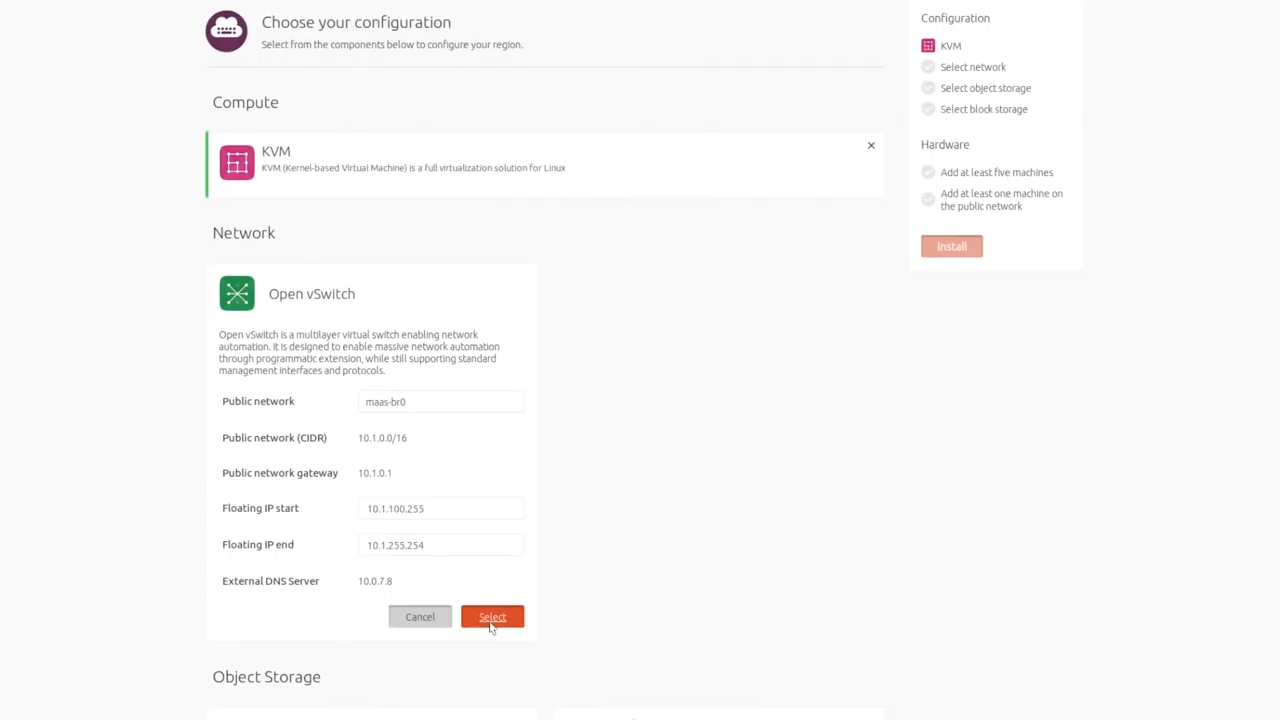 Choose your configuration
Select from the components below to configure your region.
Compute
KVM
KVM (Kernel-based Virtual Machine) is a full virtualization solution for Linux
Network
Open vSwitch
Open vSwitch is a multilayer virtual switch enabling network
automation. It is designed to enable massive network automation
through programmatic extension, while still supporting standard
management interfaces and protocols.
Public network maas-br0
Public network (CIDR) 10.1.0.0/16
Public network gateway 10.1.0.1
Floating IP start 10.1.100.255
Floating IP end 10.1.255.254
External DNS Server 10.0.7.8
Cancel Select
Object Storage
Configuration
KVM
Select network
Select object storage
Select block storage
Hardware
Add at least five machines
Add at least one machine on
the public network
Install